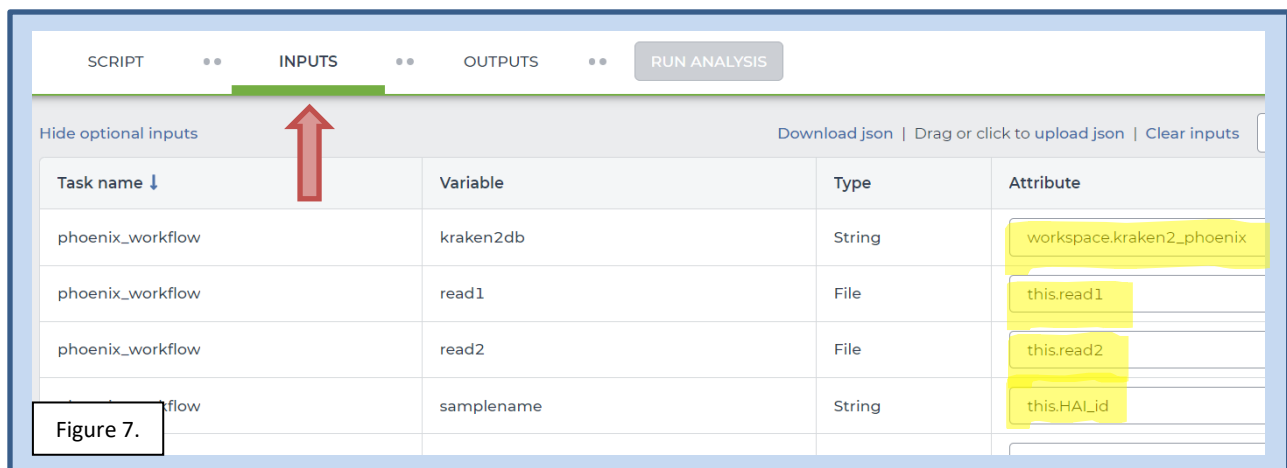 SCRIPT INPUTS OUTPUTS RUN ANALYSIS
Hide optional inputs Download json | Drag or click to upload json | Clear inputs
Task name ↓ Variable Type Attribute
phoenix_workflow kraken2db String workspace.kraken2_phoenix
phoenix_workflow read1 File this.read1
phoenix_workflow read2 File this.read2
kflow samplename String this.HAI_id
Figure 7.